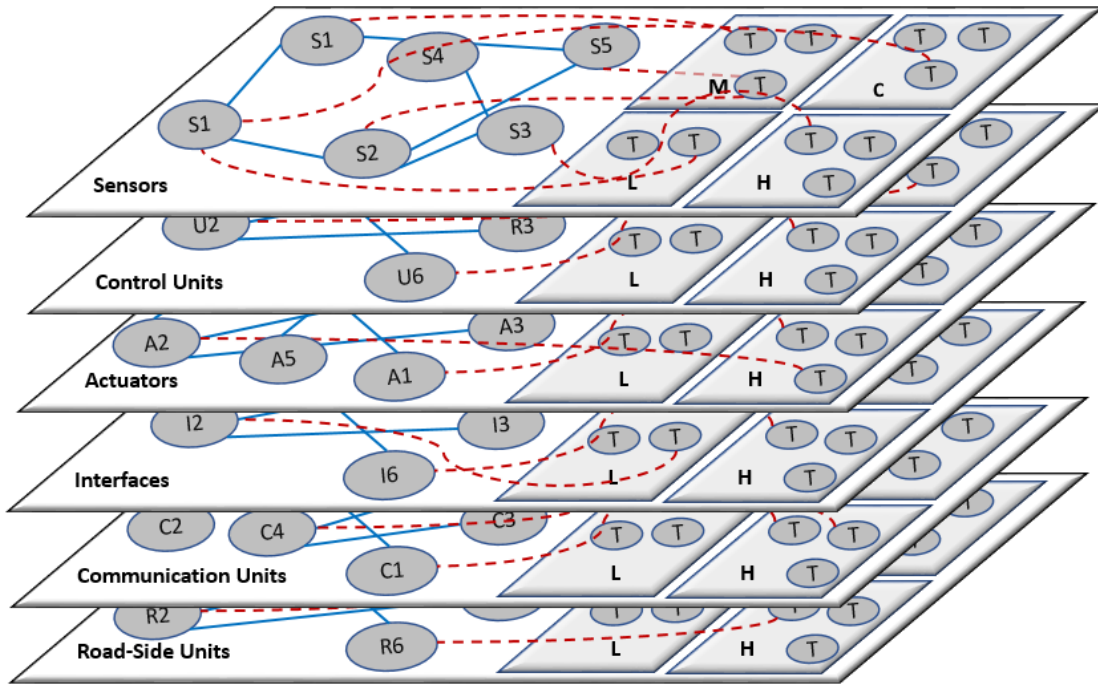 S1 S4 S5 T T T T
M T C T
S1 S2 S3 T T T T T
Sensors L H T T
U2 R3 T T T T T
U6 T
Control Units L H T
A2 A5 A3 T T T T T
A1 T
Actuators L H T
I2 I3 T T T T T
I6 T
Interfaces L H T
C2 C4 C3 T T T T T
C1 T
Communication Units L H T
R2 T T T T
R6
Road-Side Units L H T